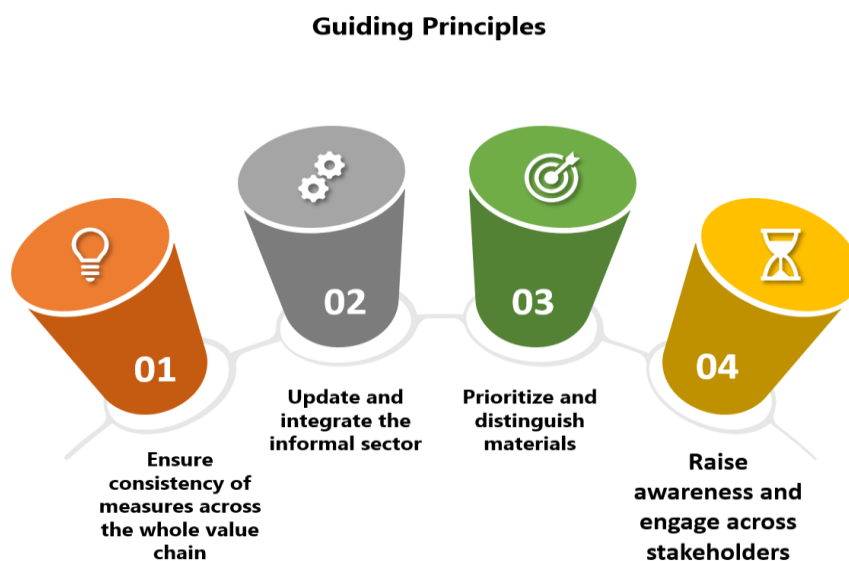 Guiding Principles
01
Ensure
consistency of
measures across
the whole value
chain
02
Update and
integrate the
informal sector
03
Prioritize and
distinguish
materials
04
Raise
awareness and
engage across
stakeholders